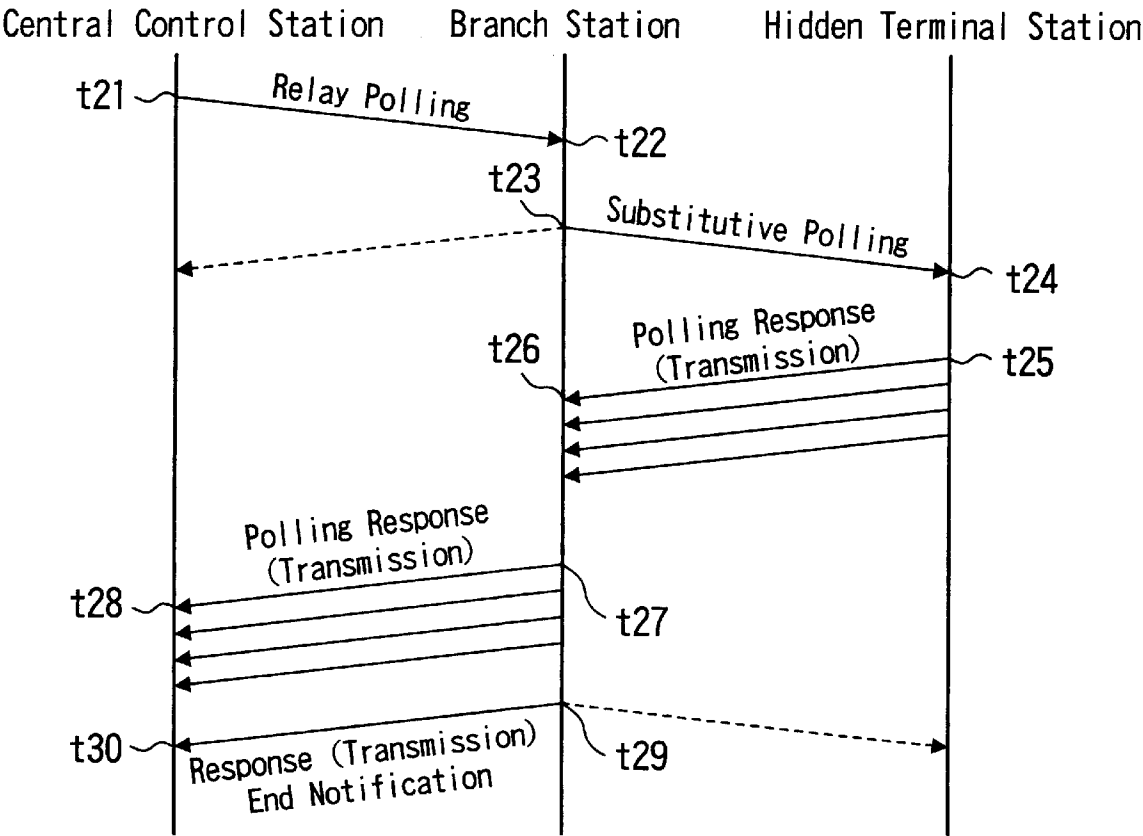 Central Control Station Branch Station Hidden Terminal Station
t21
Relay Polling
t22
t23
Substitutive Polling
t24
Polling Response
(Transmission)
t25
t26
Polling Response
(Transmission)
t28
t27
t30
Response (Transmission)
End Notification
t29